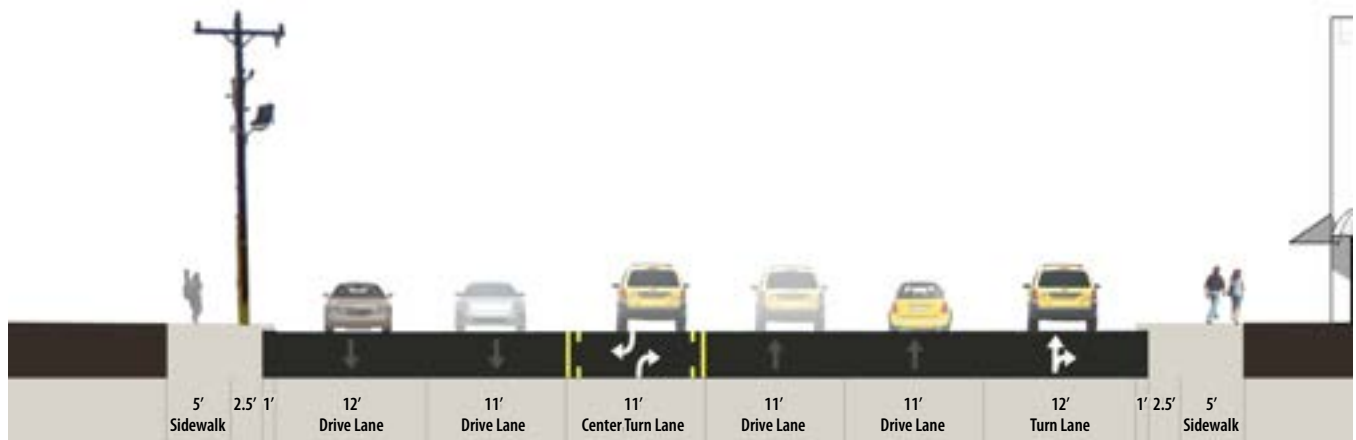 5′ 2.5′ 1′ 12′ 11′ 11′ 11′ 11′ 12′ 1′ 2.5′ 5′
Sidewalk Drive Lane Drive Lane Center Turn Lane Drive Lane Drive Lane Turn Lane Sidewalk